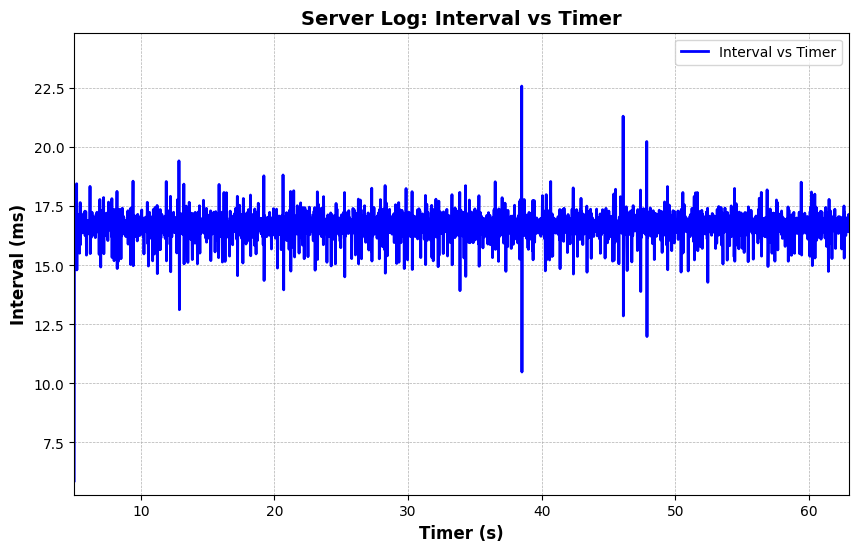 Server Log: Interval vs Timer
Interval vs Timer
22.5
20.0
17.5
15.0
12.5
10.0
7.5
Interval (ms)
10 20 30 40 50 60
Timer (s)